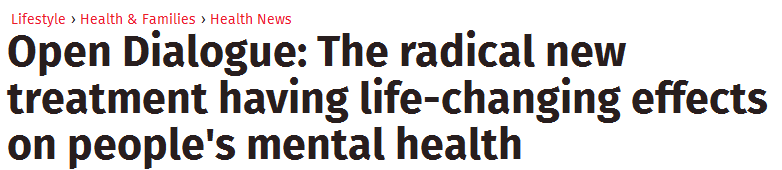 Lifestyle › Health & Families › Health News
Open Dialogue: The radical new
treatment having life-changing effects
on people's mental health